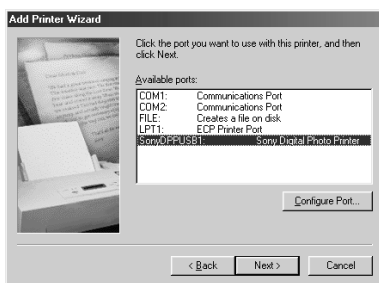 Add Printer Wizard
Click the port you want to use with this printer, and then
click Next.
Available ports:
COM1: Communications Port
COM2: Communications Port
FILE: Creates a file on disk
LPT1: ECP Printer Port
SonyDPPUSB1: Sony Digital Photo Printer
Configure Port...
< Back
Next >
Cancel